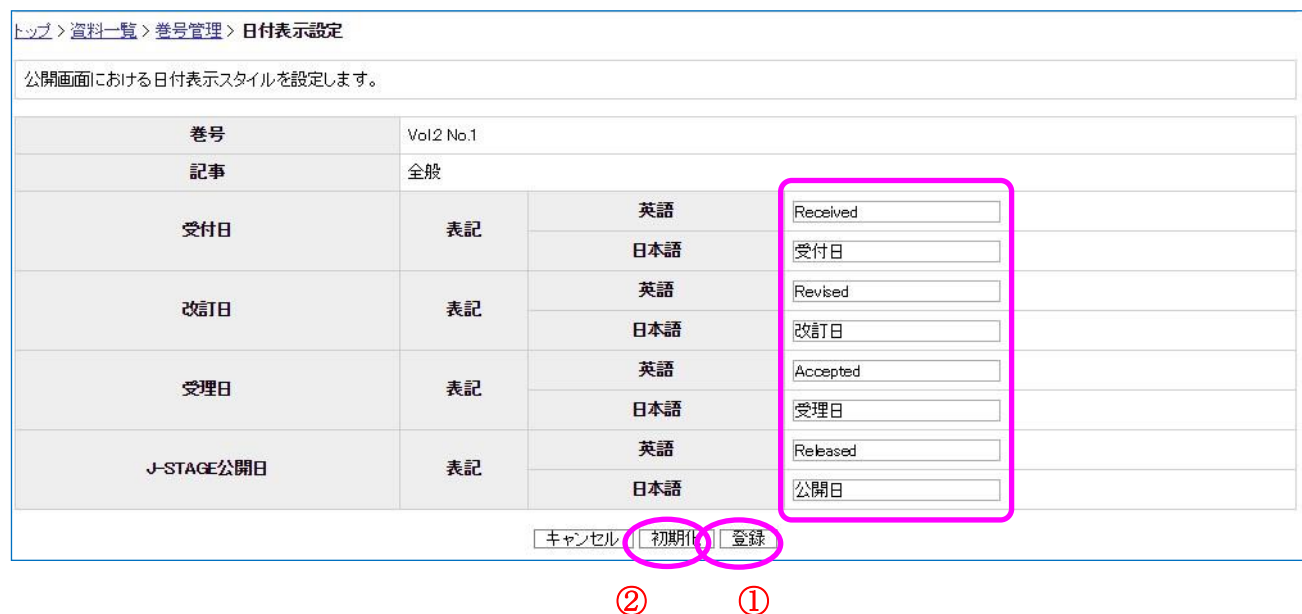 トップ > 資料一覧 > 巻号管理 > 日付表示設定
公開画面における日付表示スタイルを設定します。
巻号 Vol.2 No.1
記事 全般
受付日 表記 英語 Received
日本語 受付日
改訂日 表記 英語 Revised
日本語 改訂日
受理日 表記 英語 Accepted
日本語 受理日
J-STAGE公開日 表記 英語 Released
日本語 公開日
キャンセル 初期化 登録
② ①